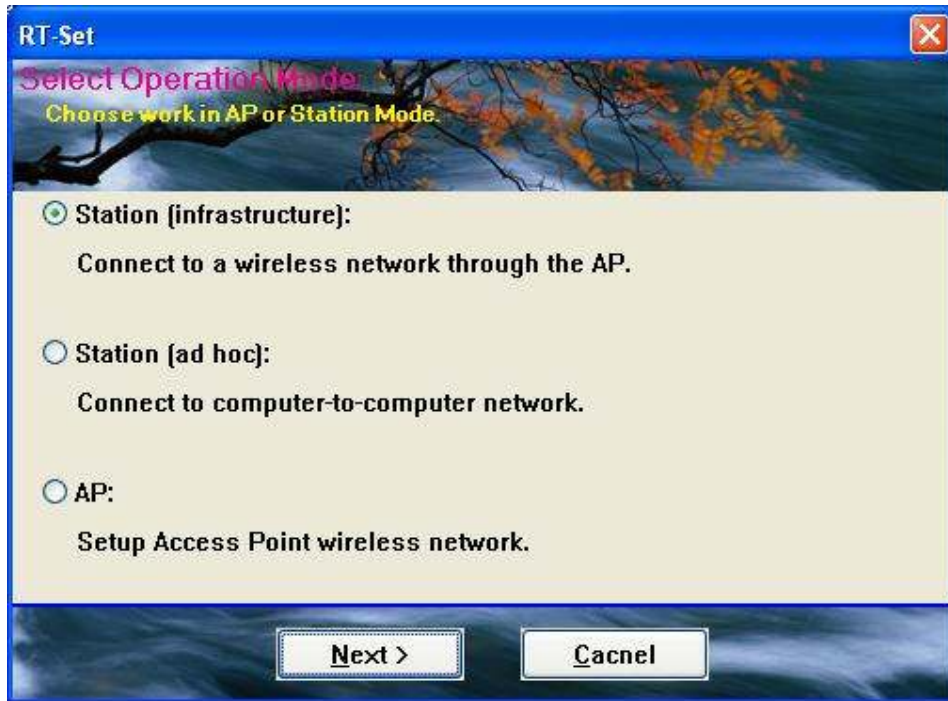 RT-Set
Select Operation Mode:
Choose work in AP or Station Mode.
Station (infrastructure):
Connect to a wireless network through the AP.
Station (ad hoc):
Connect to computer-to-computer network.
AP:
Setup Access Point wireless network.
Next >
Cacnel